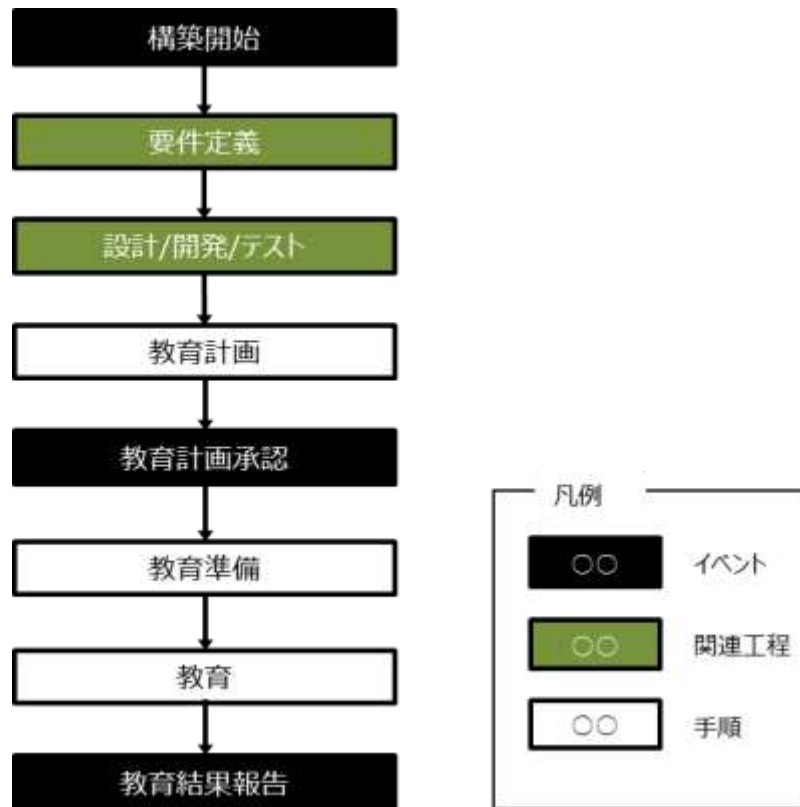 構築開始
要件定義
設計/開発/テスト
教育計画
教育計画承認
教育準備
教育
教育結果報告
凡例
○○ イベント
○○ 関連工程
○○ 手順